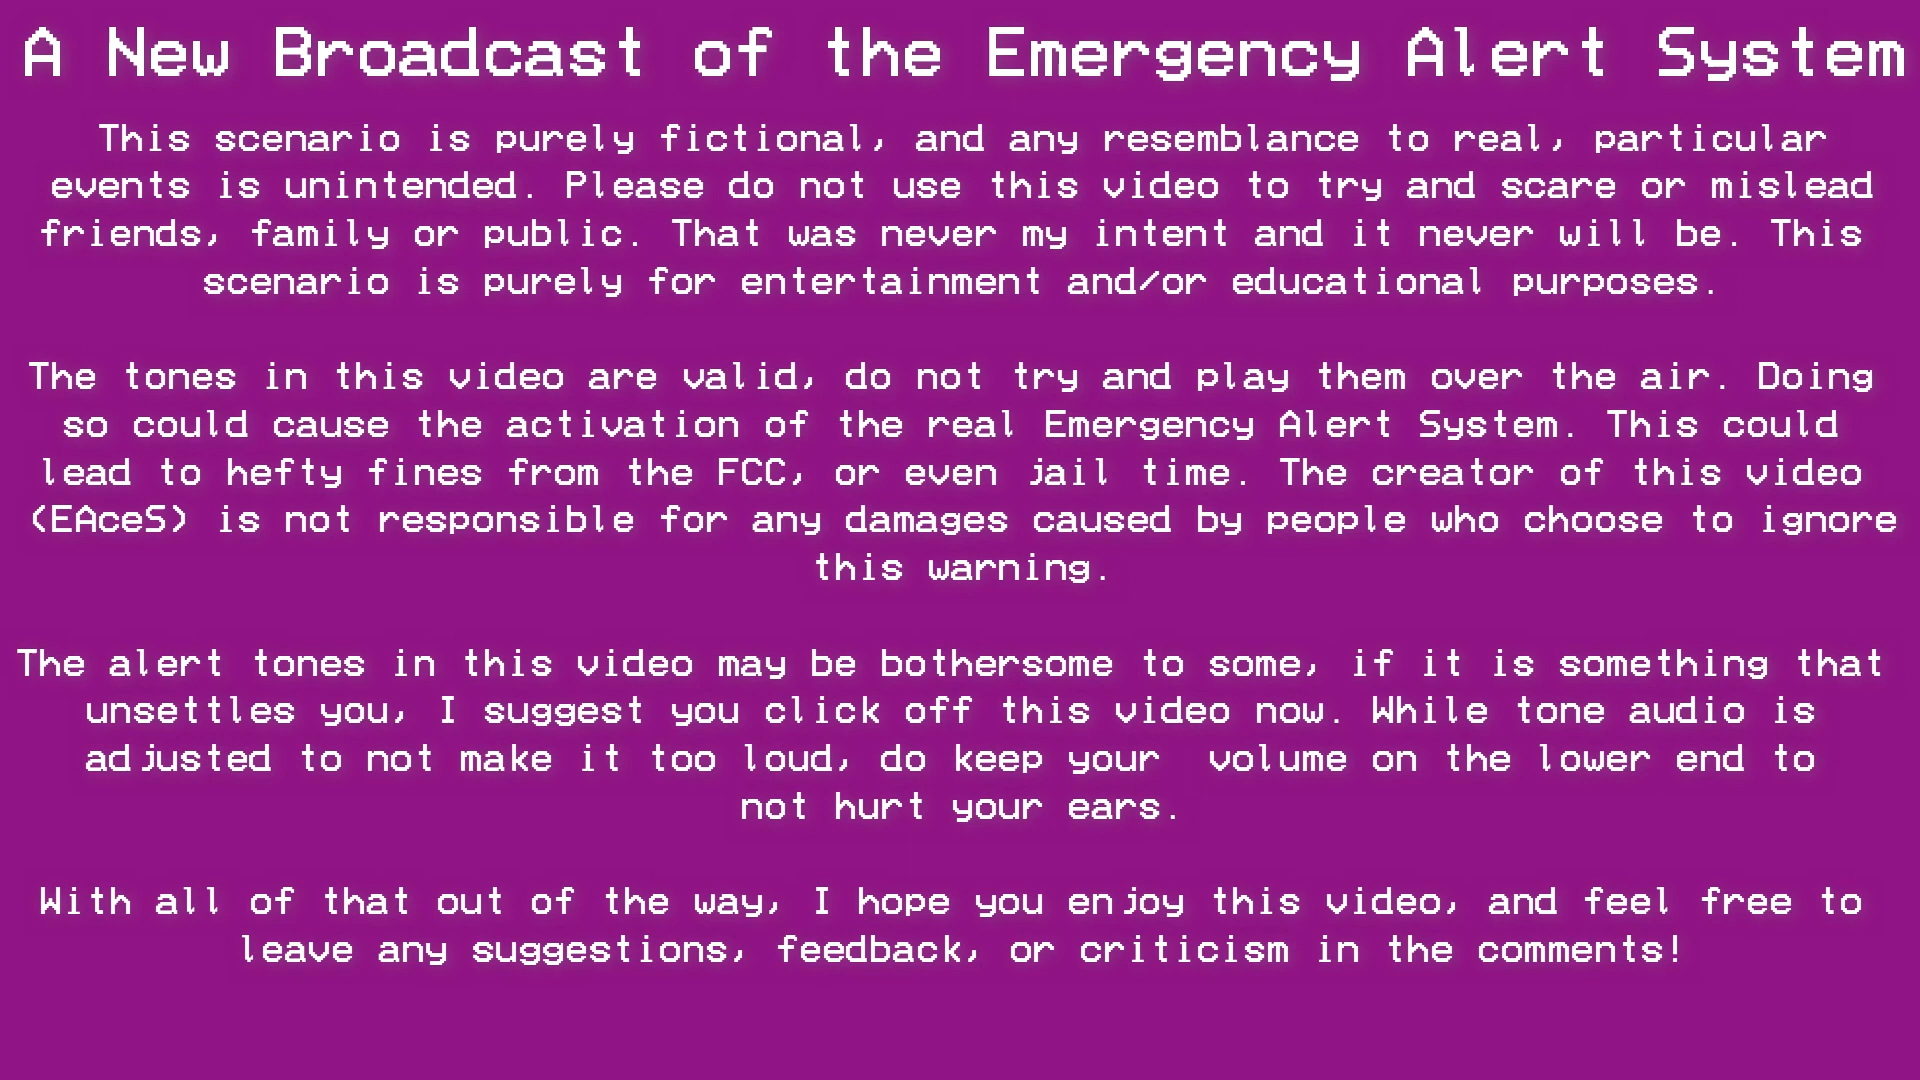 A New Broadcast of the Emergency Alert System
This scenario is purely fictional, and any resemblance to real, particular
events is unintended. Please do not use this video to try and scare or mislead
friends, family or public. That was never my intent and it never will be. This
scenario is purely for entertainment and/or educational purposes.
The tones in this video are valid, do not try and play them over the air. Doing
so could cause the activation of the real Emergency Alert System. This could
lead to hefty fines from the FCC, or even jail time. The creator of this video
(EAceS) is not responsible for any damages caused by people who choose to ignore
this warning.
The alert tones in this video may be bothersome to some, if it is something that
unsettles you, I suggest you click off this video now. While tone audio is
adjusted to not make it too loud, do keep your  volume on the lower end to
not hurt your ears.
With all of that out of the way, I hope you enjoy this video, and feel free to
leave any suggestions, feedback, or criticism in the comments!